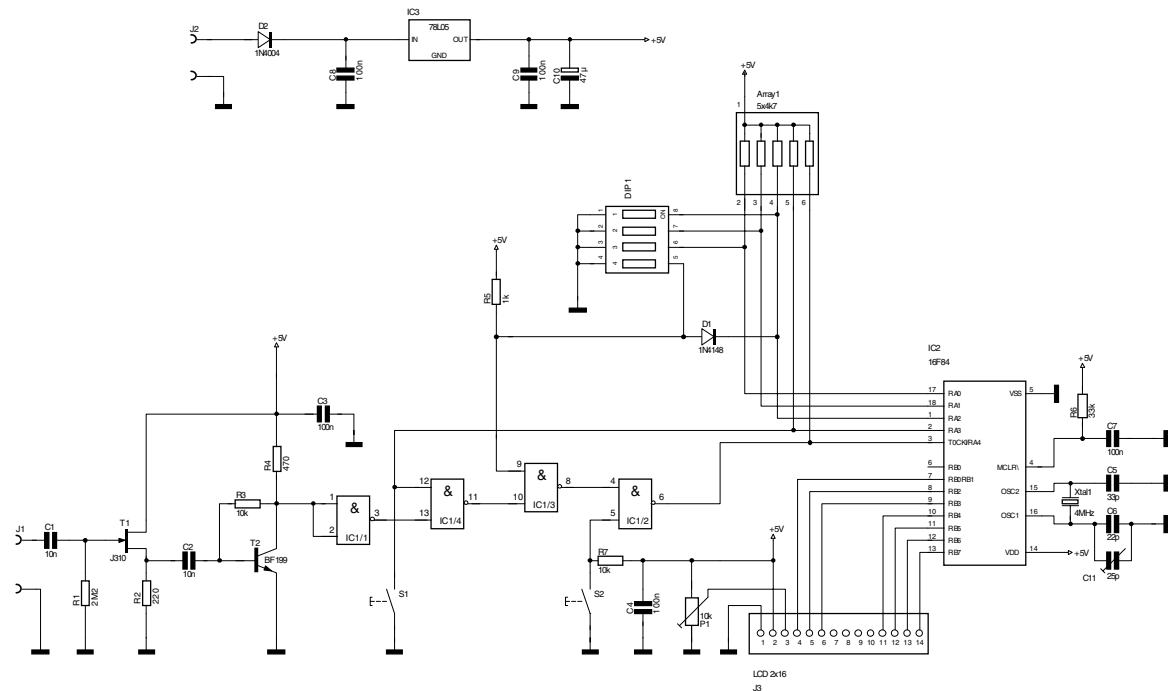 J2
D2
1N4004
IC3
78L05
IN
OUT
GND
+5V
C8
100n
C9
100n
C10
47µ
+5V
Array1
5x4k7
1
2 3 4 5 6
DIP1
ON
1 1 8
2 2 7
3 3 6
4 4 5
+5V
R5
1k
D1
1N4148
+5V
C3
100n
R4
470
R3
10k
J1
C1
10n
T1
J310
C2
10n
T2
BF199
R1
2M2
R2
220
1
2
&
3
IC1/1
12
13
&
11
IC1/4
9
10
&
8
IC1/3
4
5
&
6
IC1/2
S1
S2
R7
10k
C4
100n
+5V
10k
P1
IC2
16F84
17 RA0
18 RA1
1 RA2
2 RA3
3 T0CKI/RA4
6 RB0
7 RB0RB1
8 RB2
9 RB3
10 RB4
11 RB5
12 RB6
13 RB7
VSS 5
MCLR\ 4
OSC2 15
OSC1 16
VDD 14
+5V
+5V
R6
33k
C7
100n
C5
33p
Xtal1
4MHz
C6
22p
C11
25p
1 2 3 4 5 6 7 8 9 10 11 12 13 14
LCD 2x16
J3